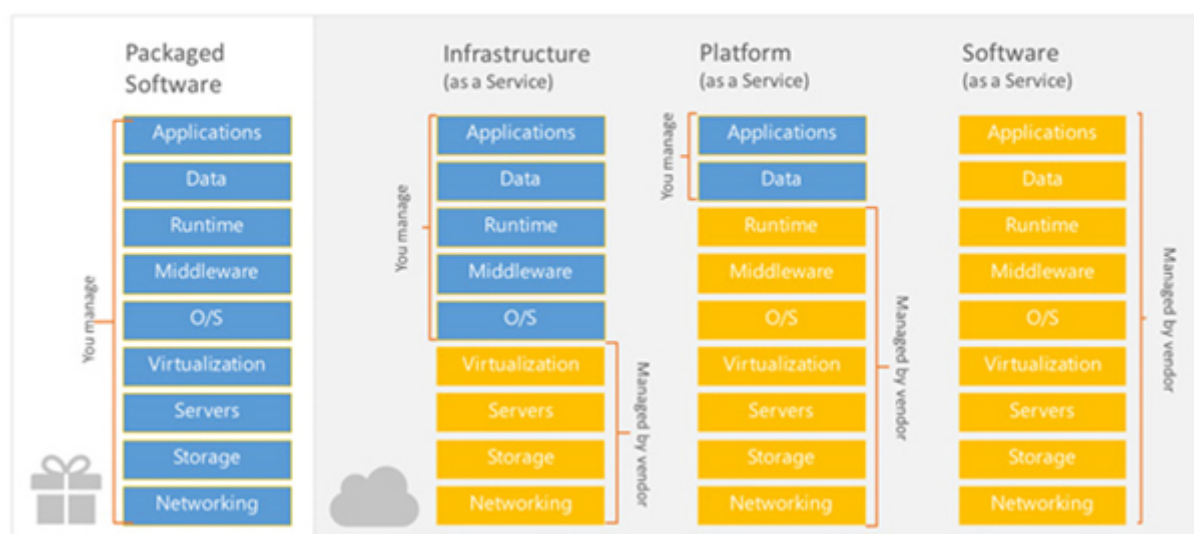 Packaged
Software
You manage
Applications
Data
Runtime
Middleware
O/S
Virtualization
Servers
Storage
Networking
Infrastructure
(as a Service)
You manage
Applications
Data
Runtime
Middleware
O/S
Virtualization
Servers
Storage
Networking
Managed by vendor
Platform
(as a Service)
You manage
Applications
Data
Runtime
Middleware
O/S
Virtualization
Servers
Storage
Networking
Managed by vendor
Software
(as a Service)
Applications
Data
Runtime
Middleware
O/S
Virtualization
Servers
Storage
Networking
Managed by vendor